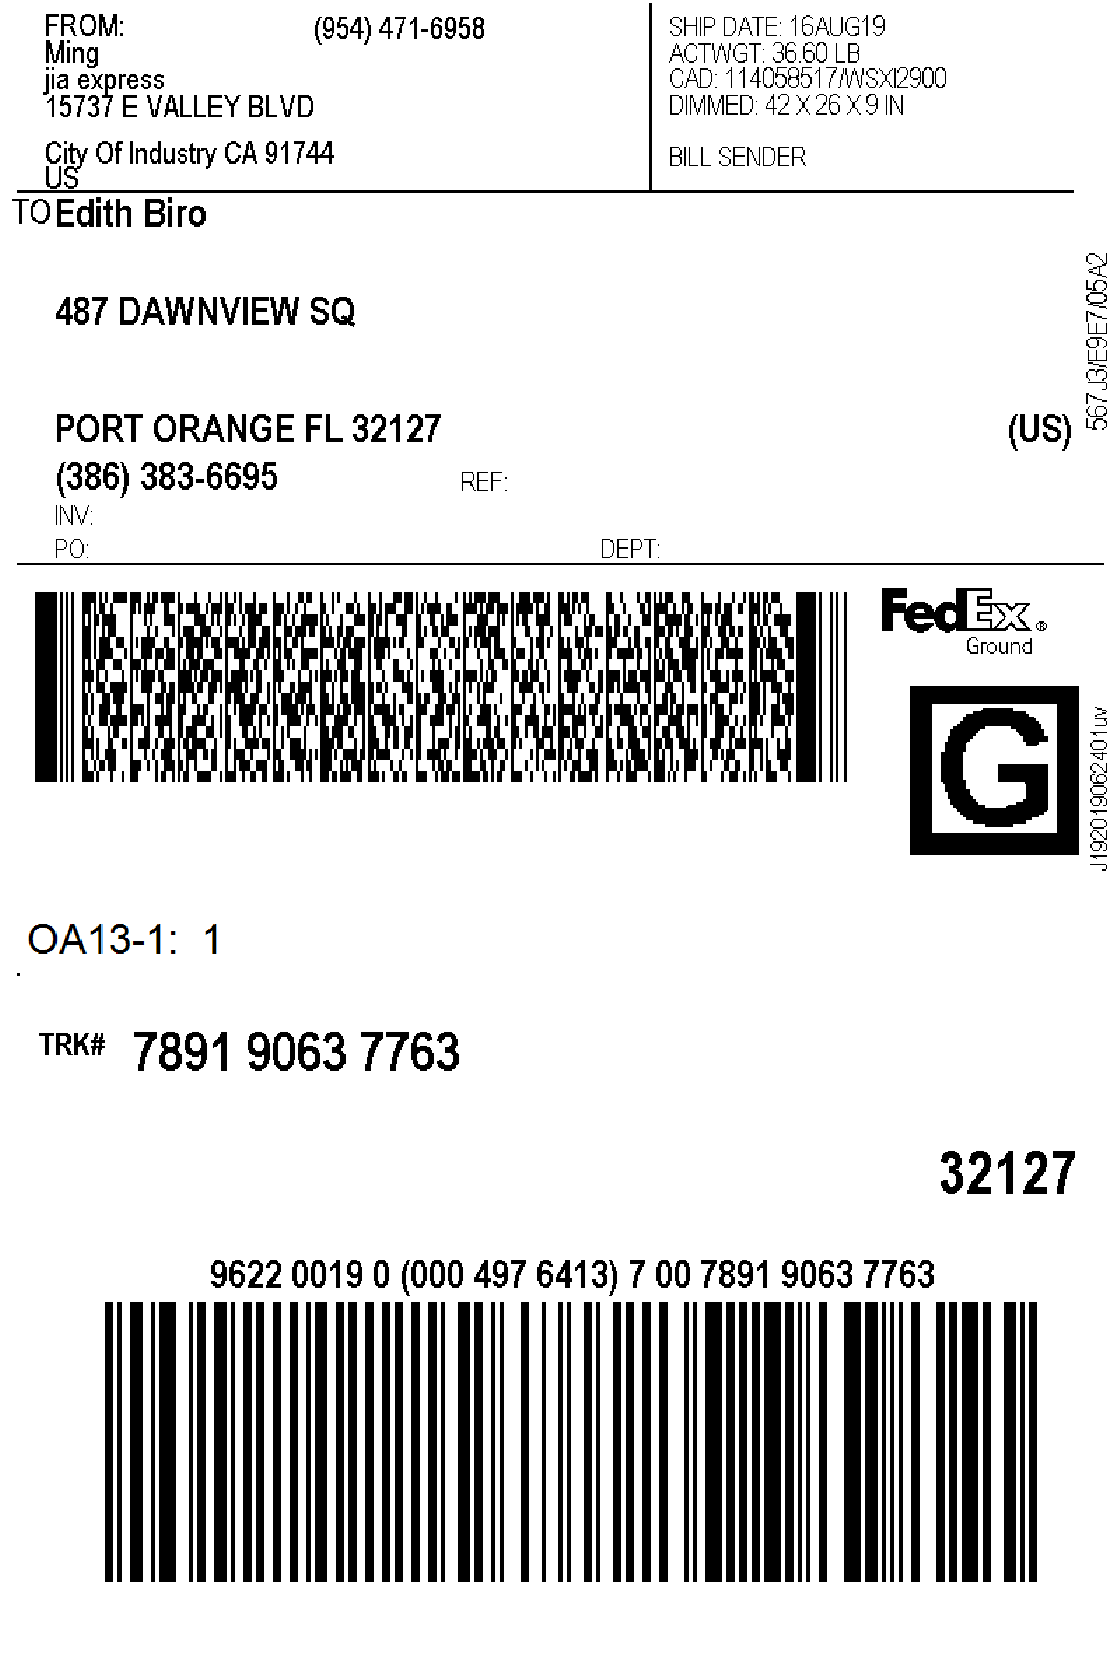 FROM: (954) 471-6958
Ming
jia express
15737 E VALLEY BLVD
City Of Industry CA 91744
US
SHIP DATE: 16AUG19
ACTWGT: 36.60 LB
CAD: 114058517/WSXI2900
DIMMED: 42 X 26 X 9 IN
BILL SENDER
TO Edith Biro
487 DAWNVIEW SQ
PORT ORANGE FL 32127 (US)
(386) 383-6695 REF:
INV:
PO: DEPT:
567J3/E9E7/05A2
FedEx®
Ground
G
J192019062401uv
OA13-1: 1
TRK# 7891 9063 7763
32127
9622 0019 0 (000 497 6413) 7 00 7891 9063 7763